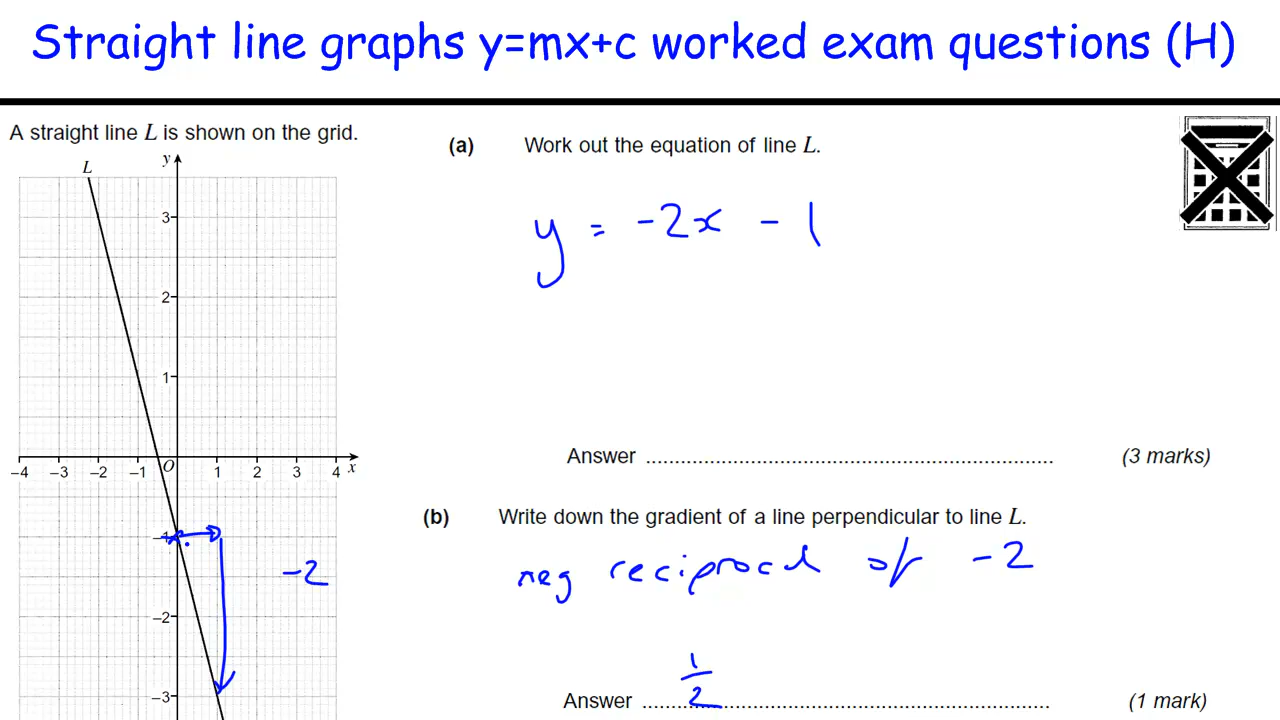 Straight line graphs y=mx+c worked exam questions (H)
A straight line L is shown on the grid.
(a) Work out the equation of line L.
L
y
3
2
1
O
-4 -3 -2 -1 1 2 3 4 x
-1
-2
-3
-2
y = -2x - 1
Answer ........................................................................ (3 marks)
(b) Write down the gradient of a line perpendicular to line L.
neg reciprocal of -2
1/2
Answer ........................................................................ (1 mark)